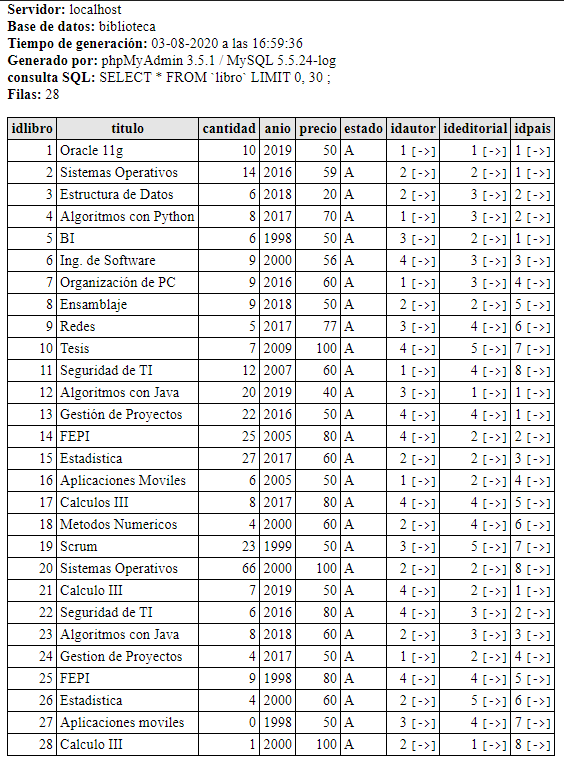 Servidor: localhost
Base de datos: biblioteca
Tiempo de generación: 03-08-2020 a las 16:59:36
Generado por: phpMyAdmin 3.5.1 / MySQL 5.5.24-log
consulta SQL: SELECT * FROM `libro` LIMIT 0, 30 ;
Filas: 28
idlibro titulo cantidad anio precio estado idautor ideditorial idpais
1 Oracle 11g 10 2019 50 A 1 [->] 1 [->] 1 [->]
2 Sistemas Operativos 14 2016 59 A 2 [->] 2 [->] 1 [->]
3 Estructura de Datos 6 2018 20 A 2 [->] 3 [->] 2 [->]
4 Algoritmos con Python 8 2017 70 A 1 [->] 3 [->] 2 [->]
5 BI 6 1998 50 A 3 [->] 2 [->] 1 [->]
6 Ing. de Software 9 2000 56 A 4 [->] 3 [->] 3 [->]
7 Organización de PC 9 2016 60 A 1 [->] 3 [->] 4 [->]
8 Ensamblaje 9 2018 50 A 2 [->] 2 [->] 5 [->]
9 Redes 5 2017 77 A 3 [->] 4 [->] 6 [->]
10 Tesis 7 2009 100 A 4 [->] 5 [->] 7 [->]
11 Seguridad de TI 12 2007 60 A 1 [->] 4 [->] 8 [->]
12 Algoritmos con Java 20 2019 40 A 3 [->] 1 [->] 1 [->]
13 Gestión de Proyectos 22 2016 50 A 4 [->] 4 [->] 1 [->]
14 FEPI 25 2005 80 A 4 [->] 2 [->] 2 [->]
15 Estadistica 27 2017 60 A 2 [->] 2 [->] 3 [->]
16 Aplicaciones Moviles 6 2005 50 A 1 [->] 2 [->] 4 [->]
17 Calculos III 8 2017 80 A 4 [->] 4 [->] 5 [->]
18 Metodos Numericos 4 2000 60 A 2 [->] 4 [->] 6 [->]
19 Scrum 23 1999 50 A 3 [->] 5 [->] 7 [->]
20 Sistemas Operativos 66 2000 100 A 2 [->] 2 [->] 8 [->]
21 Calculo III 7 2019 50 A 4 [->] 2 [->] 1 [->]
22 Seguridad de TI 6 2016 80 A 4 [->] 3 [->] 2 [->]
23 Algoritmos con Java 8 2018 60 A 2 [->] 3 [->] 3 [->]
24 Gestion de Proyectos 4 2017 50 A 1 [->] 2 [->] 4 [->]
25 FEPI 9 1998 80 A 4 [->] 4 [->] 5 [->]
26 Estadistica 4 2000 60 A 2 [->] 5 [->] 6 [->]
27 Aplicaciones moviles 0 1998 50 A 3 [->] 4 [->] 7 [->]
28 Calculo III 1 2000 100 A 2 [->] 1 [->] 8 [->]